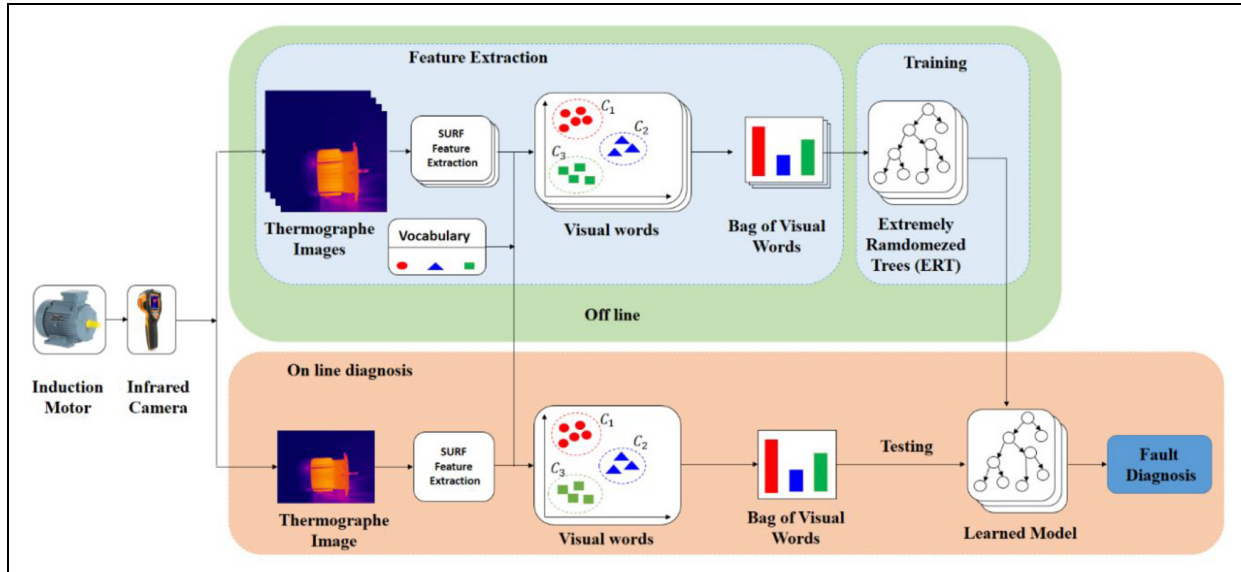 Feature Extraction
Training
SURF
Feature
Extraction
C1
C2
C3
Thermographe
Images
Vocabulary
Visual words
Bag of Visual
Words
Extremely
Ramdomezed
Trees (ERT)
Off line
Induction
Motor
Infrared
Camera
On line diagnosis
SURF
Feature
Extraction
C1
C2
C3
Testing
Fault
Diagnosis
Thermographe
Image
Visual words
Bag of Visual
Words
Learned Model